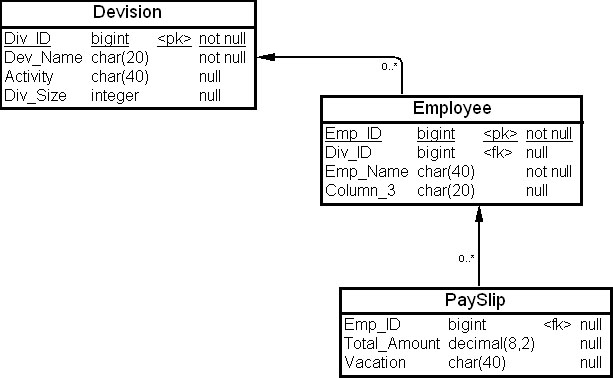 Devision
Div_ID bigint <pk> not null
Dev_Name char(20) not null
Activity char(40) null
Div_Size integer null
0..*
Employee
Emp_ID bigint <pk> not null
Div_ID bigint <fk> null
Emp_Name char(40) not null
Column_3 char(20) null
0..*
PaySlip
Emp_ID bigint <fk> null
Total_Amount decimal(8,2) null
Vacation char(40) null